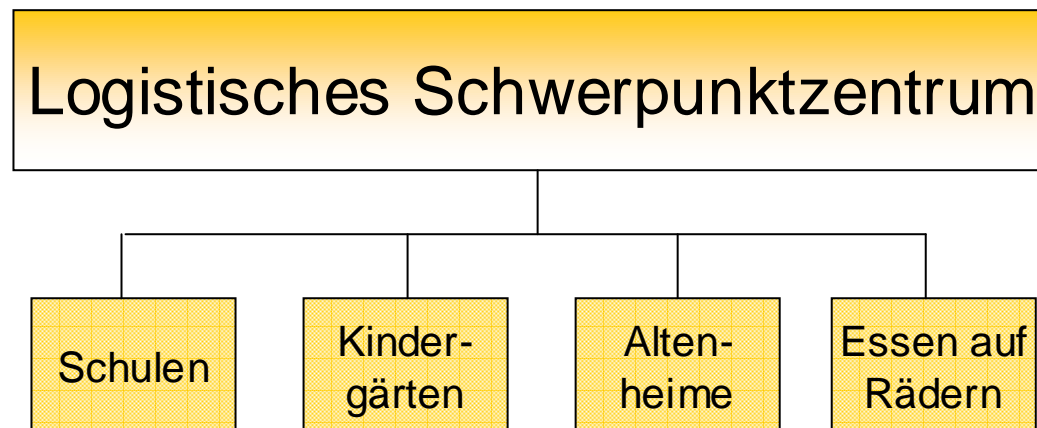 Logistisches Schwerpunktzentrum
Schulen
Kinder-
gärten
Alten-
heime
Essen auf
Rädern